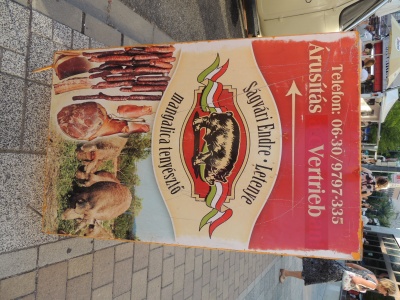 Telefon: 06-30/9797-335
Árusítás Vertrieb
Ságvári Endre • Letenye
mangalica tenyésztő